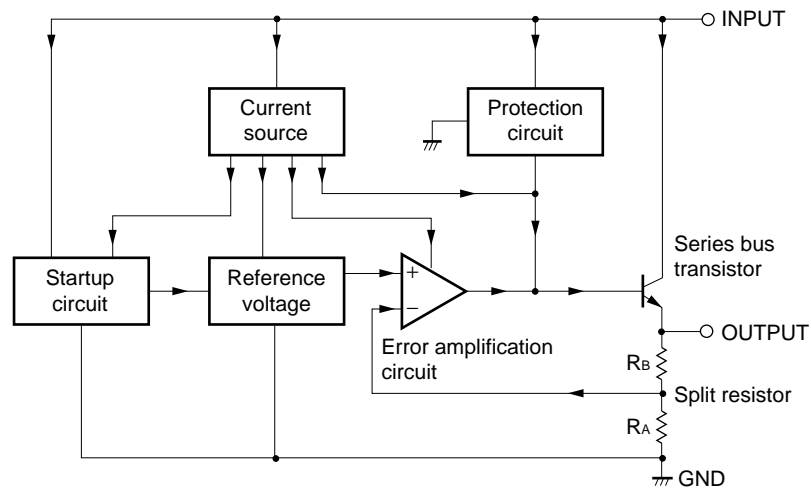 INPUT
Current
source
Protection
circuit
Series bus
transistor
Startup
circuit
Reference
voltage
+
−
OUTPUT
Error amplification
circuit
RB
Split resistor
RA
GND